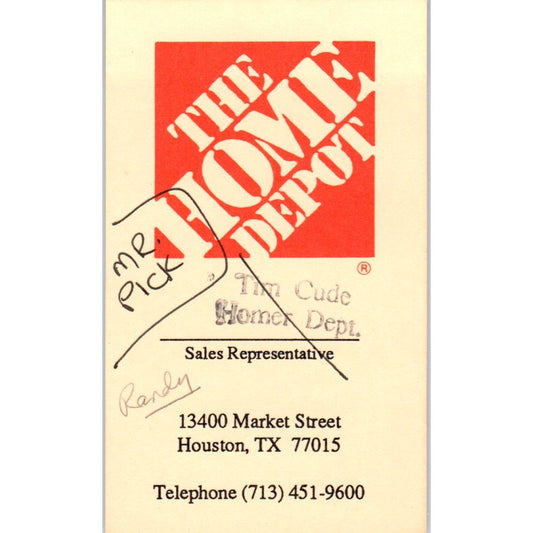 THE
HOME
DEPOT
®
MR.
PICK
Tim Cude
Homer Dept.
Sales Representative
Randy
13400 Market Street
Houston, TX 77015
Telephone (713) 451-9600